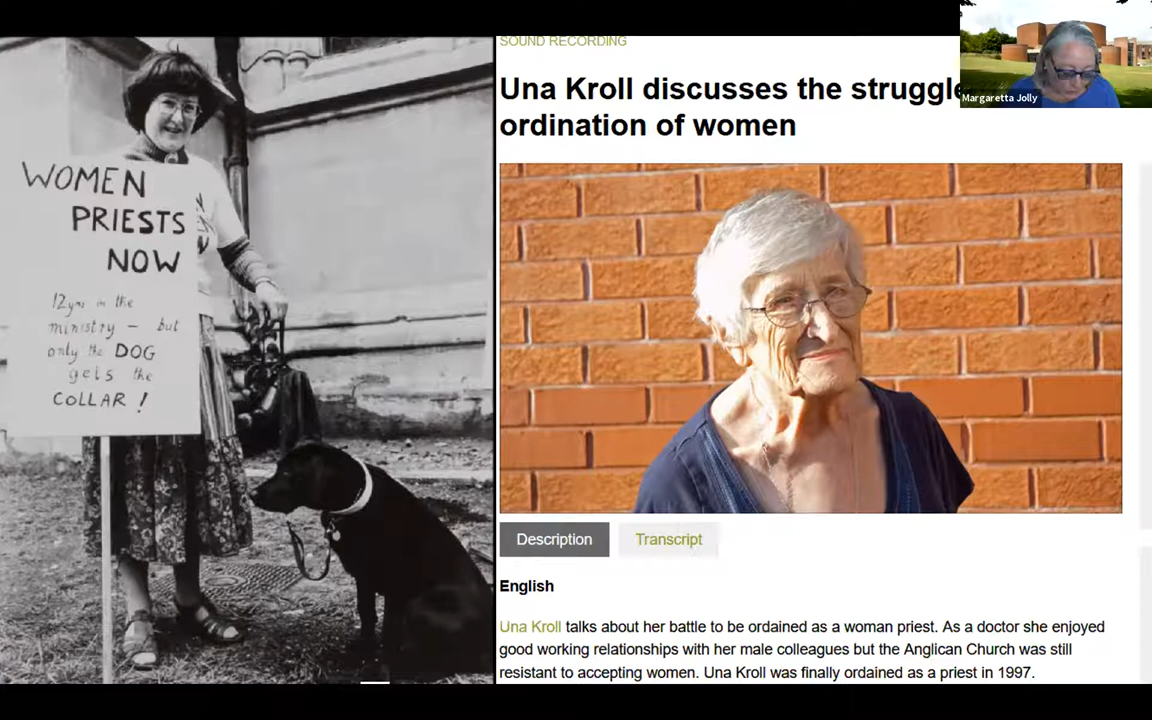 WOMEN
PRIESTS
NOW
12yrs in the
ministry – but
only the DOG
gets the
COLLAR !
SOUND RECORDING
Una Kroll discusses the struggle
ordination of women
Description
Transcript
English
Una Kroll talks about her battle to be ordained as a woman priest. As a doctor she enjoyed
good working relationships with her male colleagues but the Anglican Church was still
resistant to accepting women. Una Kroll was finally ordained as a priest in 1997.
Margaretta Jolly